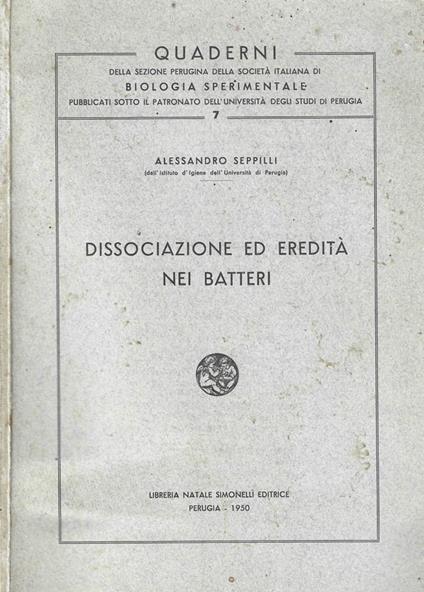 QUADERNI
DELLA SEZIONE PERUGINA DELLA SOCIETÀ ITALIANA DI
BIOLOGIA SPERIMENTALE
PUBBLICATI SOTTO IL PATRONATO DELL'UNIVERSITÀ DEGLI STUDI DI PERUGIA
7
ALESSANDRO SEPPILLI
(dell'Istituto d'Igiene dell'Università di Perugia)
DISSOCIAZIONE ED EREDITÀ
NEI BATTERI
LIBRERIA NATALE SIMONELLI EDITRICE
PERUGIA - 1950